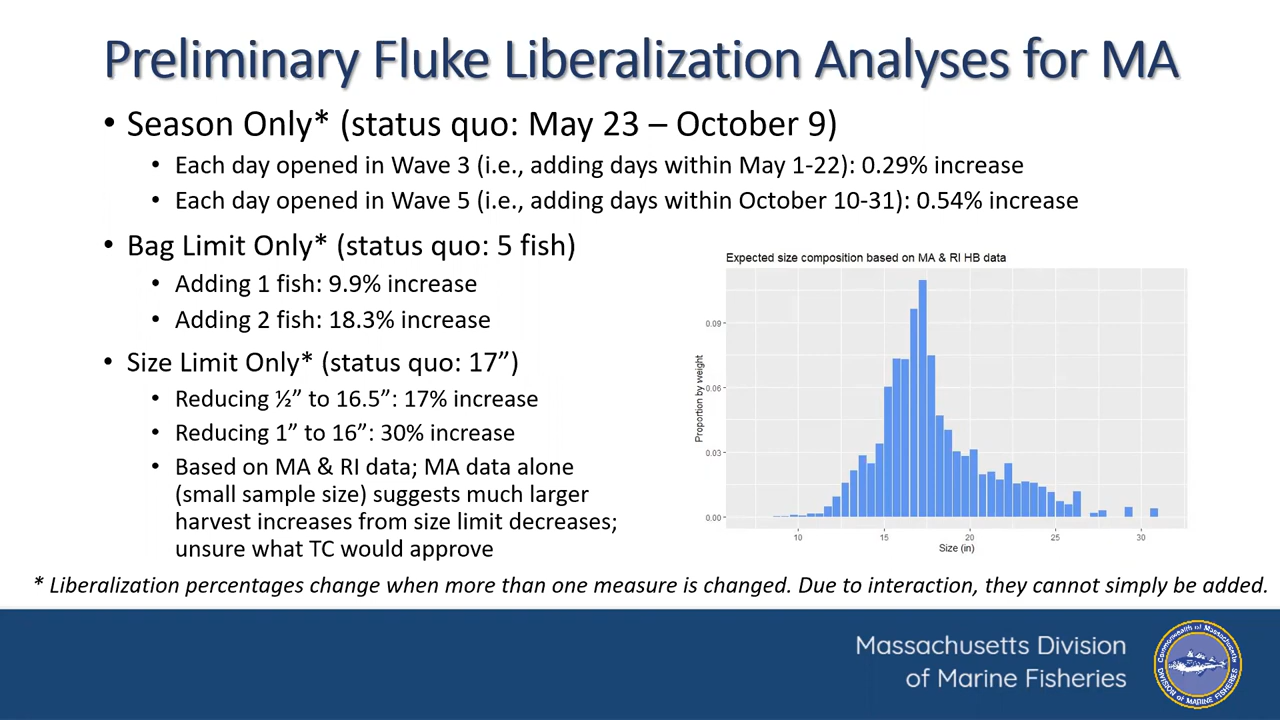 Preliminary Fluke Liberalization Analyses for MA
• Season Only* (status quo: May 23 – October 9)
• Each day opened in Wave 3 (i.e., adding days within May 1-22): 0.29% increase
• Each day opened in Wave 5 (i.e., adding days within October 10-31): 0.54% increase
• Bag Limit Only* (status quo: 5 fish)
• Adding 1 fish: 9.9% increase
• Adding 2 fish: 18.3% increase
• Size Limit Only* (status quo: 17”)
• Reducing ½” to 16.5”: 17% increase
• Reducing 1” to 16”: 30% increase
• Based on MA & RI data; MA data alone
(small sample size) suggests much larger
harvest increases from size limit decreases;
unsure what TC would approve
Expected size composition based on MA & RI HB data
Proportion by weight
0.09
0.06
0.03
0.00
10
15
20
25
30
Size (in)
* Liberalization percentages change when more than one measure is changed. Due to interaction, they cannot simply be added.
Massachusetts Division
of Marine Fisheries
Commonwealth of Massachusetts
DIVISION of MARINE FISHERIES